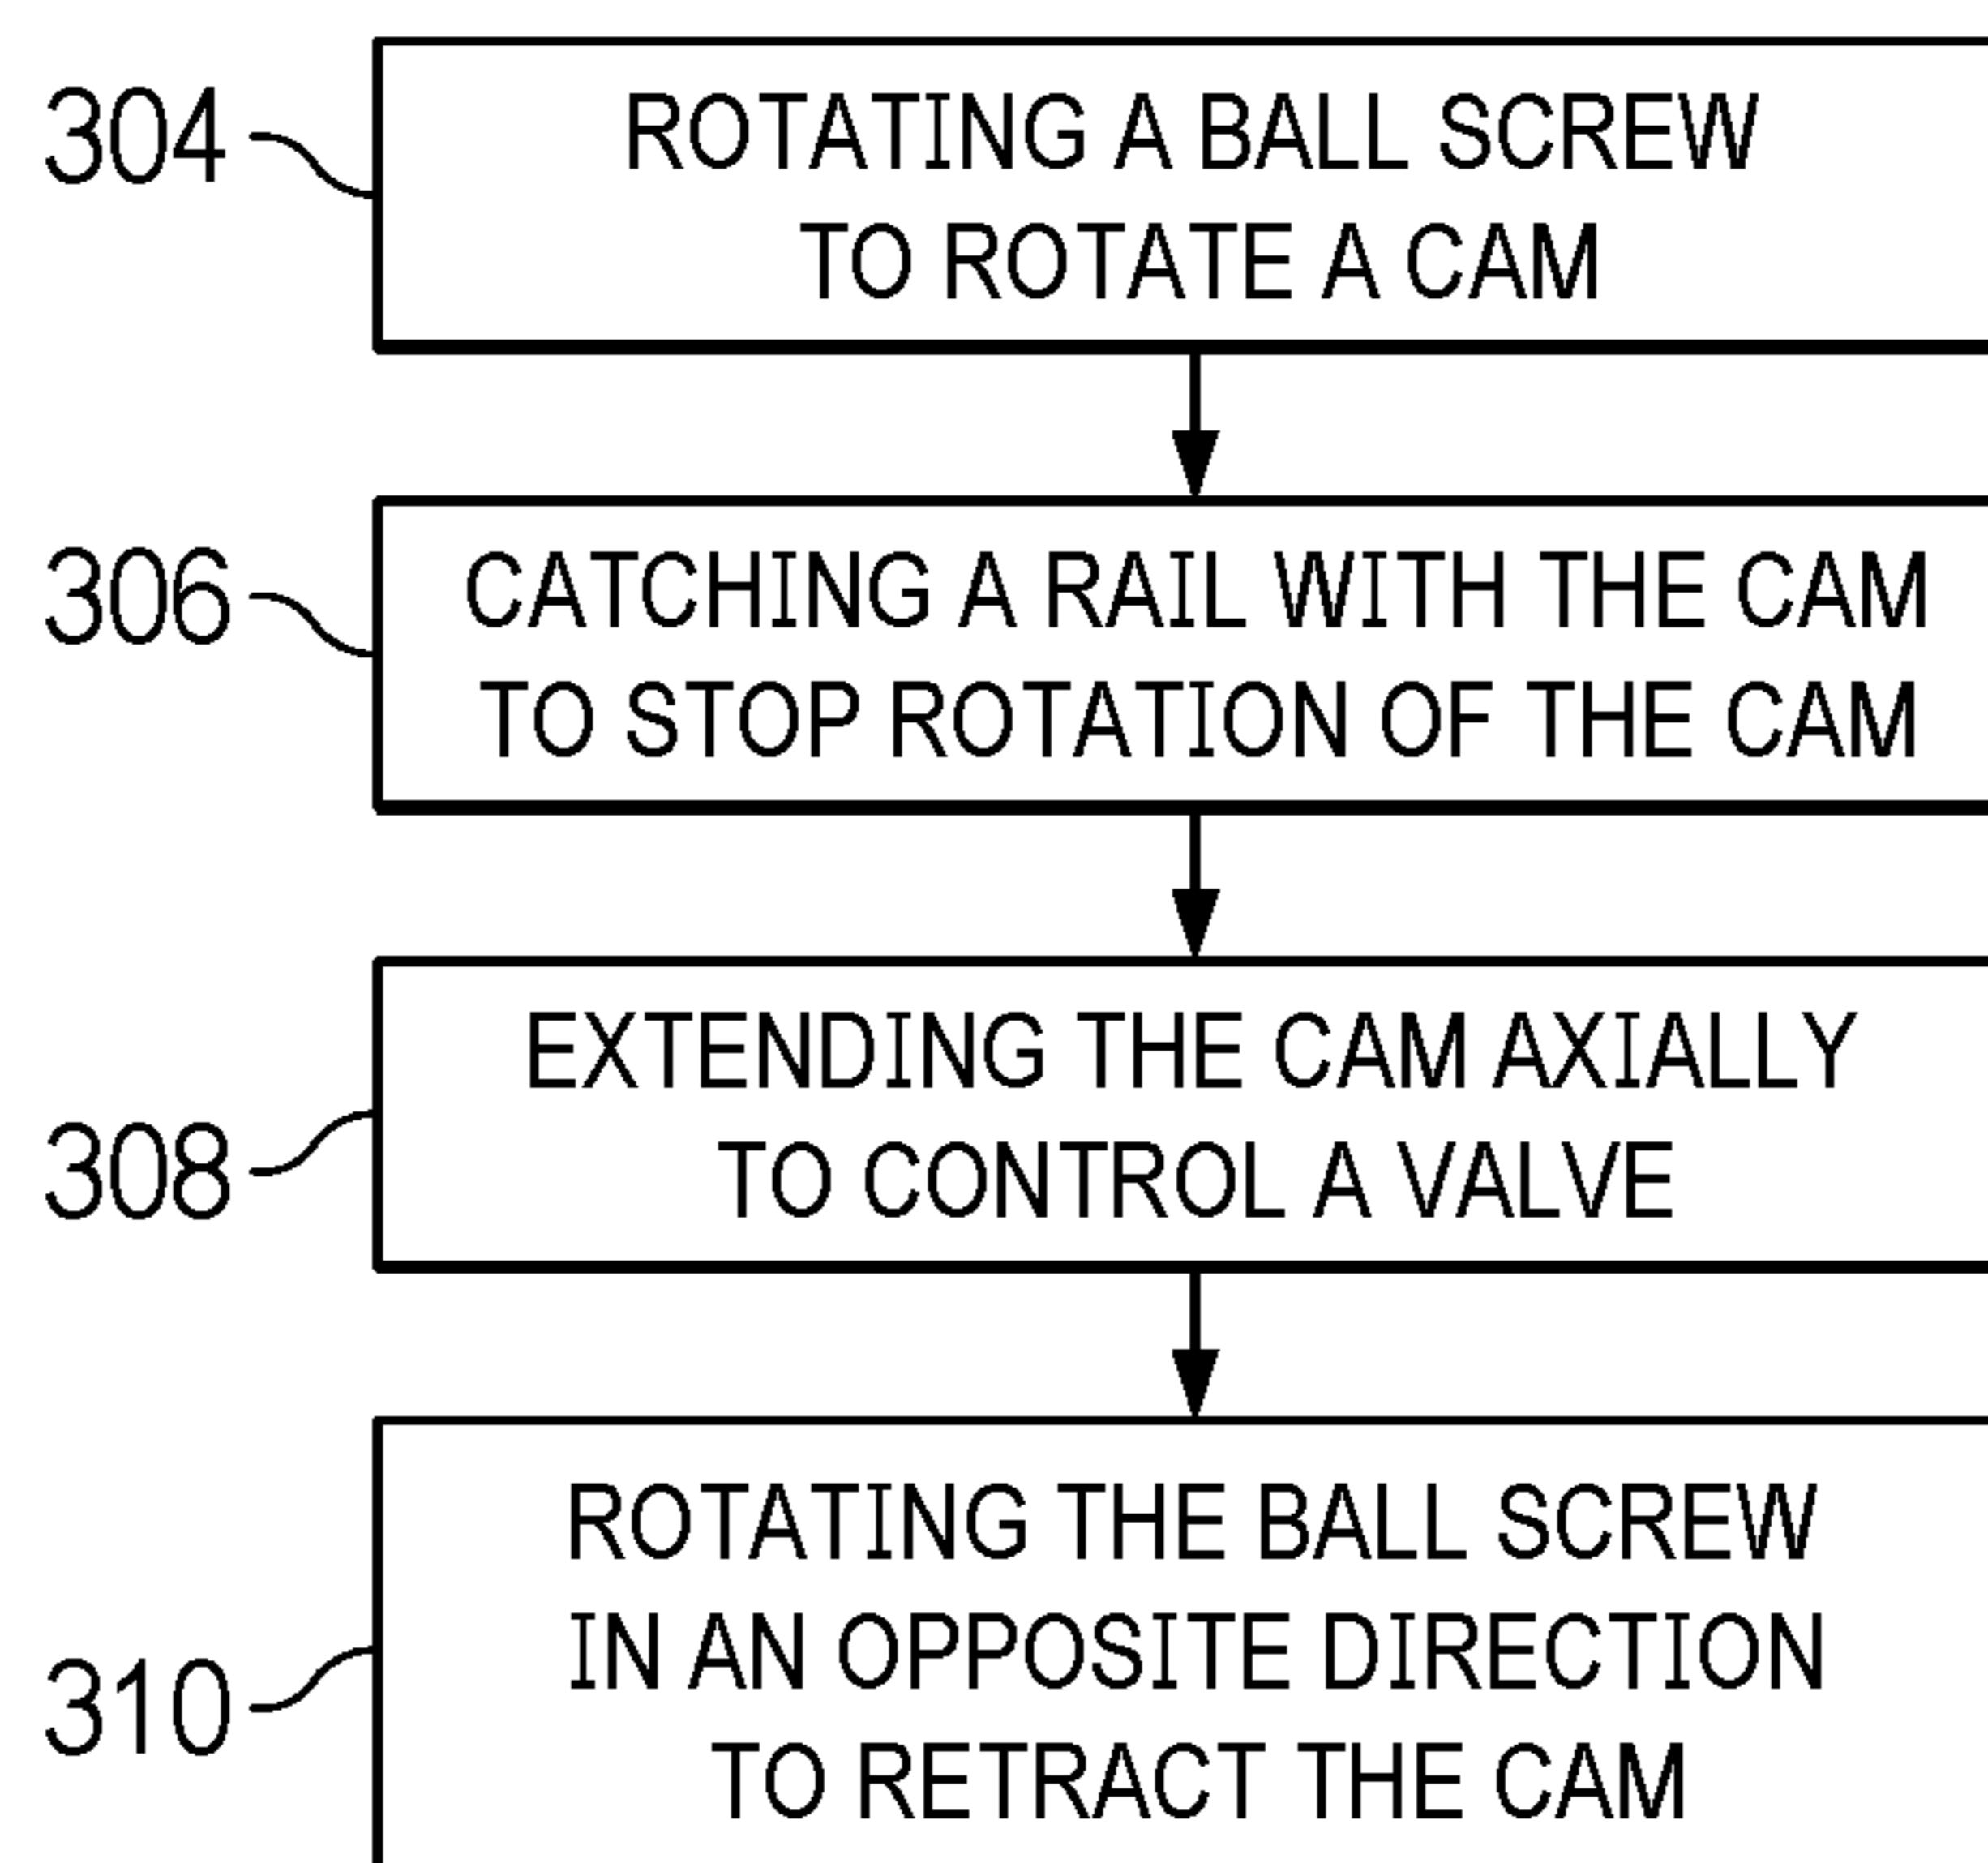 304
ROTATING A BALL SCREW
TO ROTATE A CAM
306
CATCHING A RAIL WITH THE CAM
TO STOP ROTATION OF THE CAM
308
EXTENDING THE CAM AXIALLY
TO CONTROL A VALVE
310
ROTATING THE BALL SCREW
IN AN OPPOSITE DIRECTION
TO RETRACT THE CAM